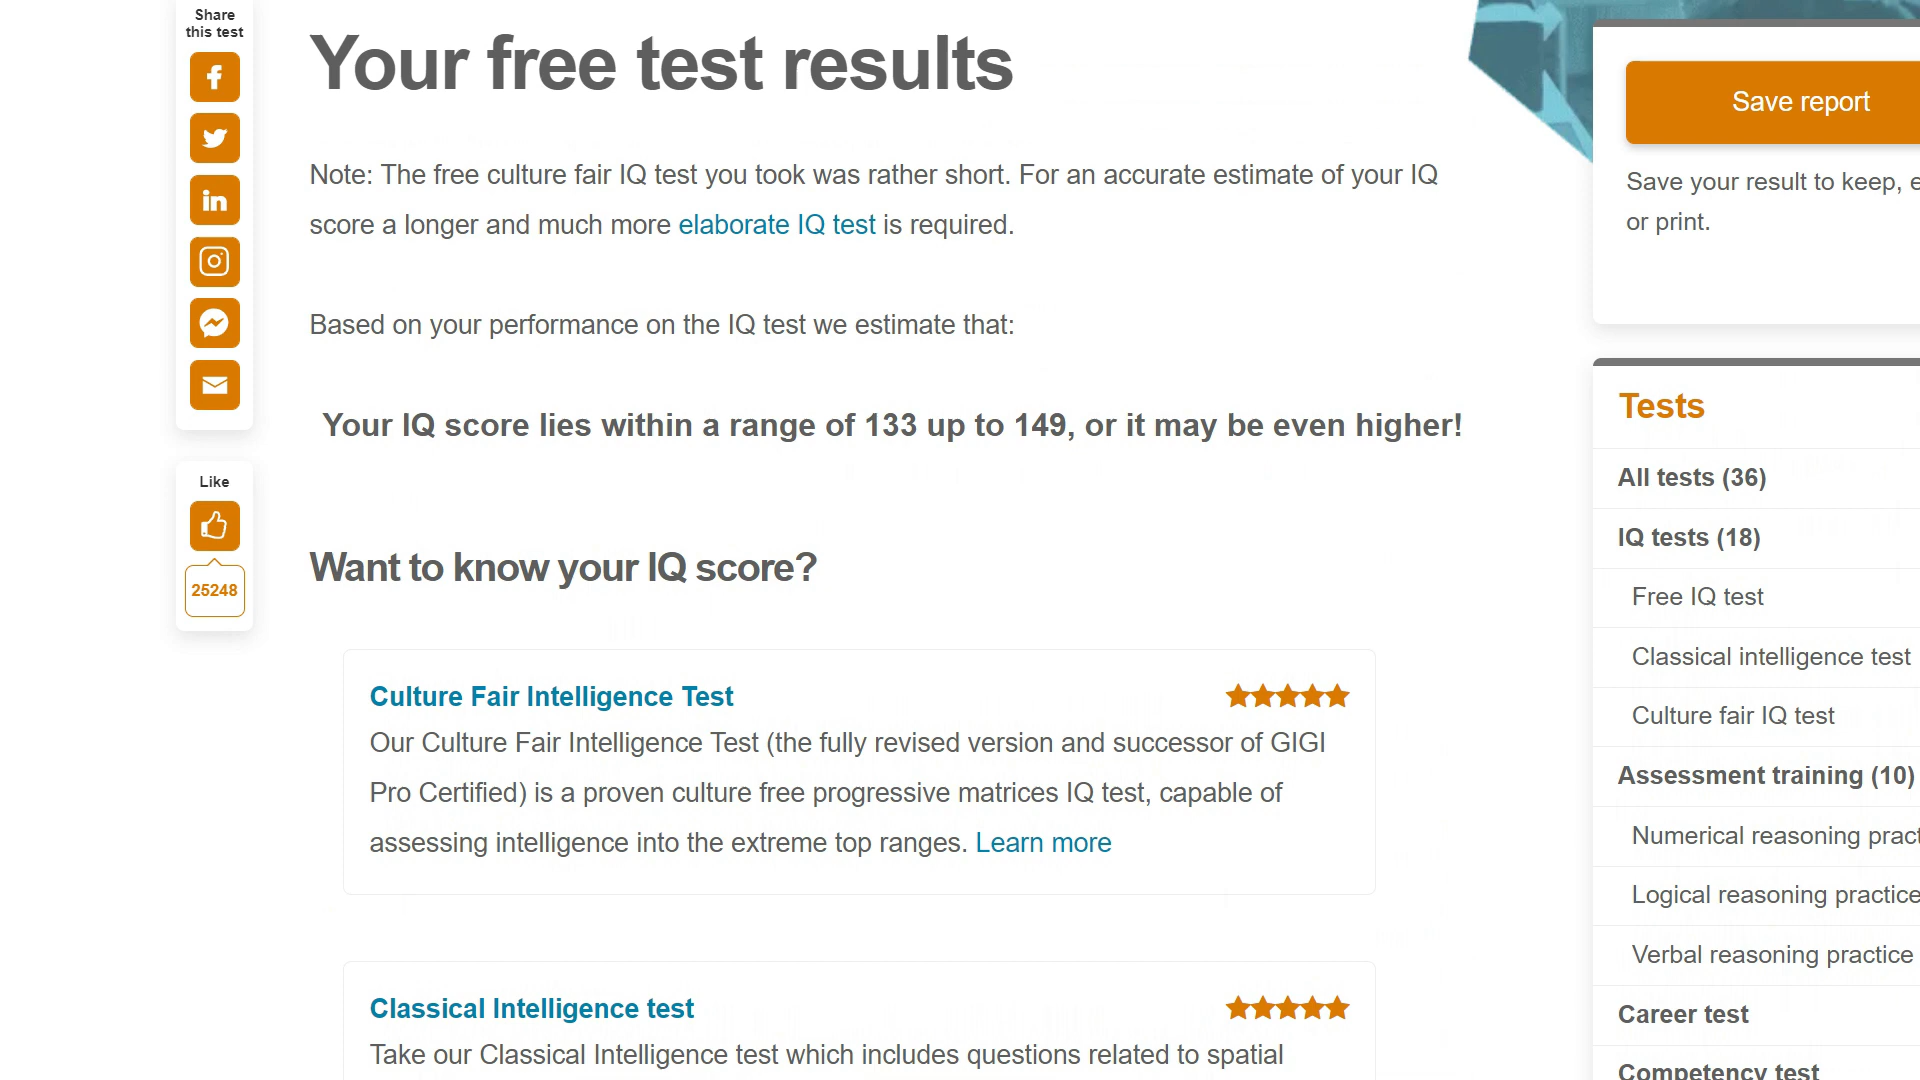 Share
this test
Like
25248
Your free test results
Note: The free culture fair IQ test you took was rather short. For an accurate estimate of your IQ
score a longer and much more elaborate IQ test is required.
Based on your performance on the IQ test we estimate that:
Your IQ score lies within a range of 133 up to 149, or it may be even higher!
Want to know your IQ score?
Culture Fair Intelligence Test
Our Culture Fair Intelligence Test (the fully revised version and successor of GIGI
Pro Certified) is a proven culture free progressive matrices IQ test, capable of
assessing intelligence into the extreme top ranges. Learn more
Classical Intelligence test
Take our Classical Intelligence test which includes questions related to spatial
Save report
Save your result to keep, e
or print.
Tests
All tests (36)
IQ tests (18)
Free IQ test
Classical intelligence test
Culture fair IQ test
Assessment training (10)
Numerical reasoning pract
Logical reasoning practice
Verbal reasoning practice
Career test
Competency test